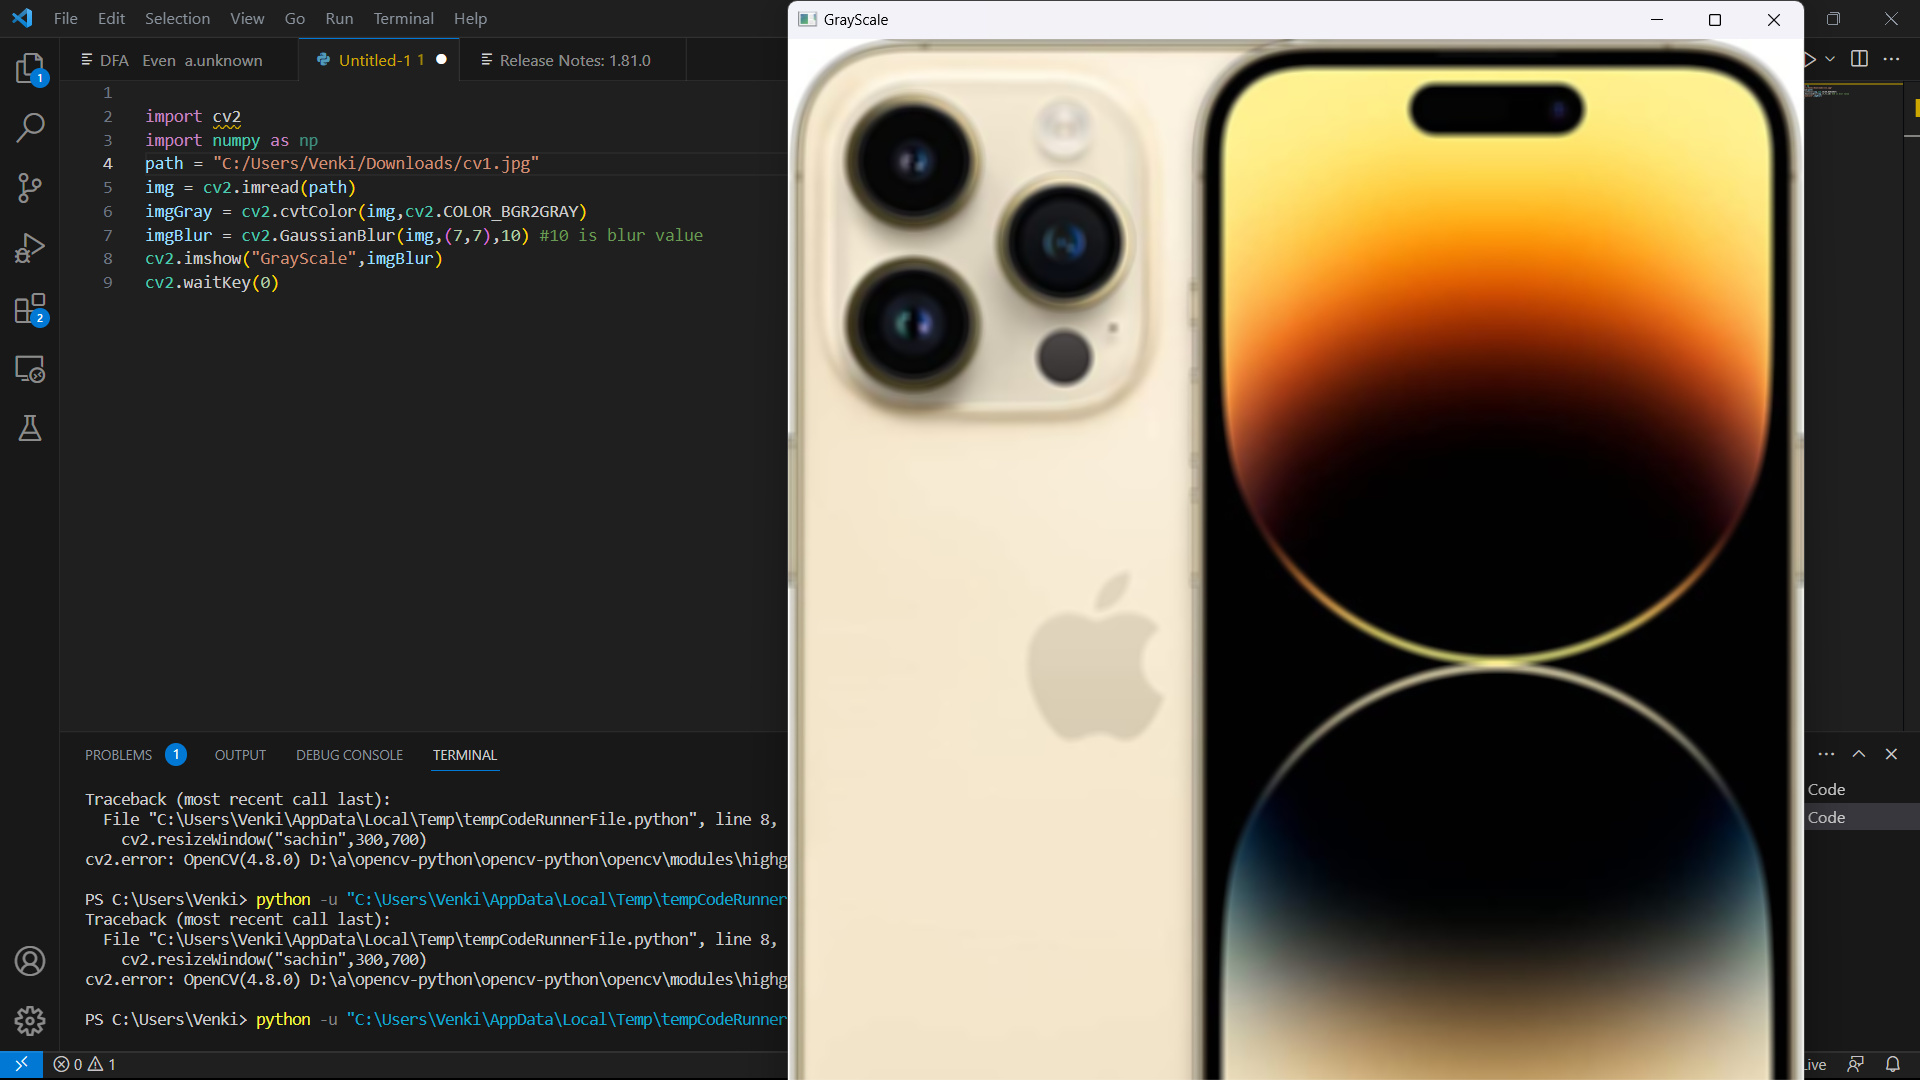 File Edit Selection View Go Run Terminal Help
GrayScale
DFA Even a.unknown
Untitled-1 1
Release Notes: 1.81.0
1
2 import cv2
3 import numpy as np
4 path = "C:/Users/Venki/Downloads/cv1.jpg"
5 img = cv2.imread(path)
6 imgGray = cv2.cvtColor(img,cv2.COLOR_BGR2GRAY)
7 imgBlur = cv2.GaussianBlur(img,(7,7),10) #10 is blur value
8 cv2.imshow("GrayScale",imgBlur)
9 cv2.waitKey(0)
1
2
PROBLEMS 1 OUTPUT DEBUG CONSOLE TERMINAL
Traceback (most recent call last):
File "C:\Users\Venki\AppData\Local\Temp\tempCodeRunnerFile.python", line 8,
cv2.resizeWindow("sachin",300,700)
cv2.error: OpenCV(4.8.0) D:\a\opencv-python\opencv-python\opencv\modules\highg
PS C:\Users\Venki> python -u "C:\Users\Venki\AppData\Local\Temp\tempCodeRunner
Traceback (most recent call last):
File "C:\Users\Venki\AppData\Local\Temp\tempCodeRunnerFile.python", line 8,
cv2.resizeWindow("sachin",300,700)
cv2.error: OpenCV(4.8.0) D:\a\opencv-python\opencv-python\opencv\modules\highg
PS C:\Users\Venki> python -u "C:\Users\Venki\AppData\Local\Temp\tempCodeRunner
Code
Code
0 1
Live